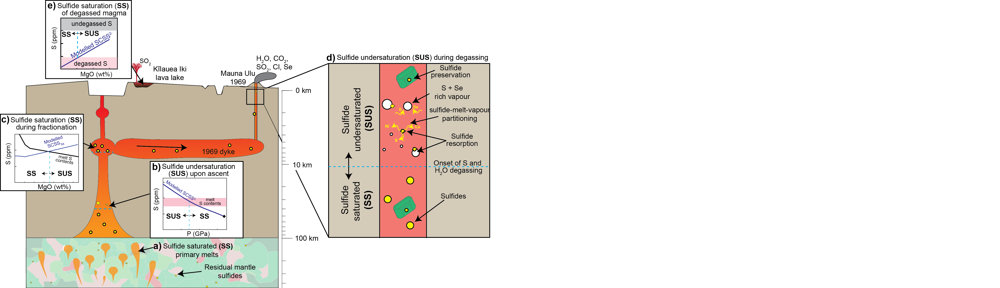 e) Sulfide saturation (SS)
of degassed magma
undegassed S
SS SUS
Modelled SCSS²⁻
degassed S
S (ppm)
MgO (wt%)
SO₂
Kīlauea Iki
lava lake
Mauna Ulu
1969
H₂O, CO₂,
SO₂, Cl, Se
0 km
10 km
100 km
c) Sulfide saturation (SS)
during fractionation
Modelled
SCSS_Tot
melt S
contents
SS SUS
S (ppm)
MgO (wt%)
1969 dyke
b) Sulfide undersaturation
(SUS) upon ascent
Modelled SCSS²⁻
melt
S contents
SUS SS
S (ppm)
P (GPa)
a) Sulfide saturated (SS)
primary melts
Residual mantle
sulfides
d) Sulfide undersaturation (SUS) during degassing
Sulfide
undersaturated
(SUS)
Sulfide
saturated
(SS)
Sulfide
preservation
S + Se
rich vapour
S
Se
sulfide-melt-vapour
partitioning
Ni
Cu
S
Sulfide
resorption
Onset of S and
H₂O degassing
Sulfides